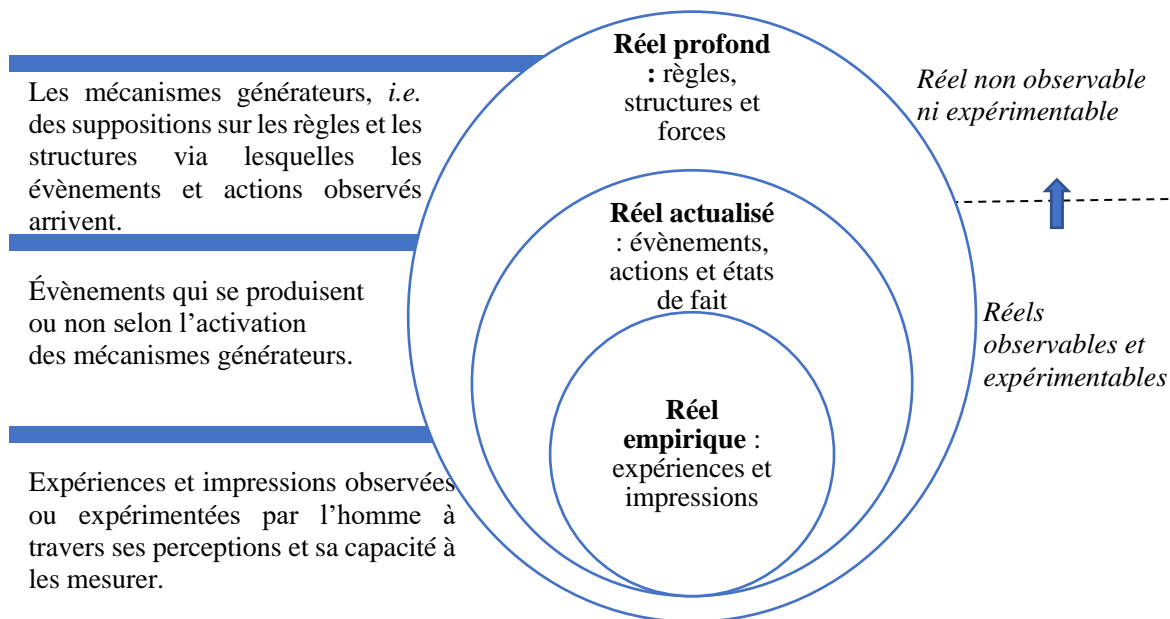 Les mécanismes générateurs, i.e.
des suppositions sur les règles et les
structures via lesquelles les
évènements et actions observés
arrivent.
Évènements qui se produisent
ou non selon l’activation
des mécanismes générateurs.
Expériences et impressions observées
ou expérimentées par l’homme à
travers ses perceptions et sa capacité à
les mesurer.
Réel profond
: règles,
structures et
forces
Réel actualisé
: évènements,
actions et états
de fait
Réel
empirique :
expériences et
impressions
Réel non observable
ni expérimentable
Réels
observables et
expérimentables